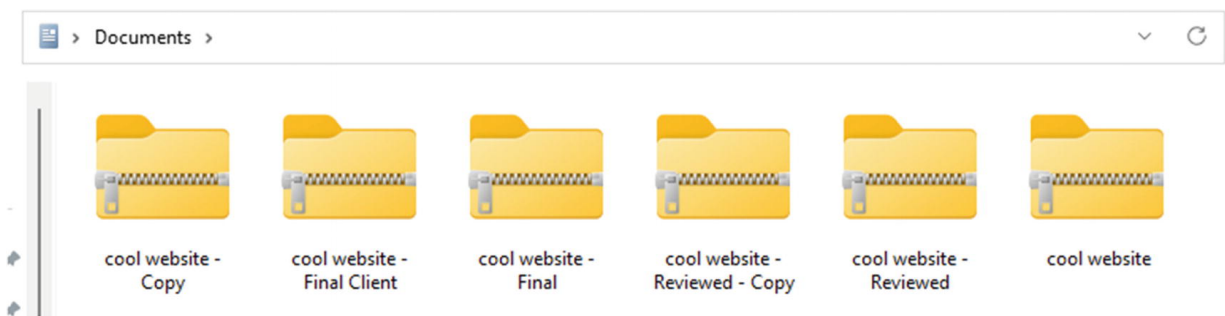 Documents
cool website -
Copy
cool website -
Final Client
cool website -
Final
cool website -
Reviewed - Copy
cool website -
Reviewed
cool website